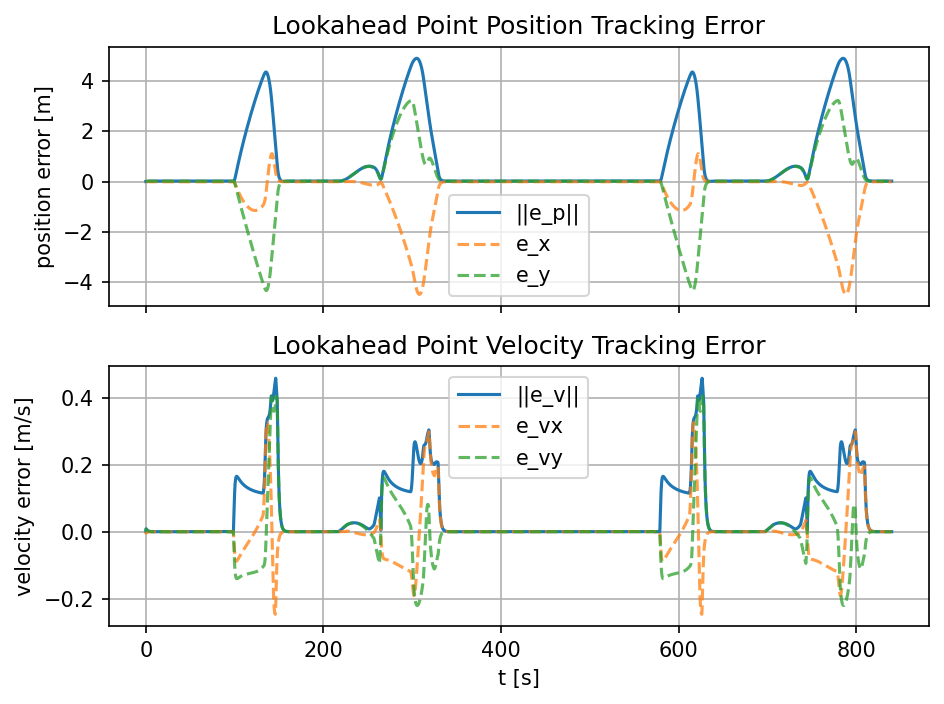 Lookahead Point Position Tracking Error
position error [m]
4
2
0
−2
−4
||e_p||
e_x
e_y
Lookahead Point Velocity Tracking Error
velocity error [m/s]
0.4
0.2
0.0
−0.2
||e_v||
e_vx
e_vy
0 200 400 600 800
t [s]